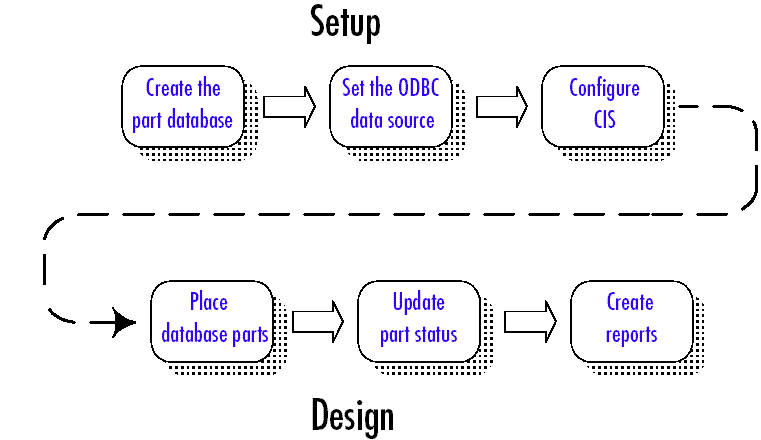 Setup
Create the
part database
Set the ODBC
data source
Configure
CIS
Place
database parts
Update
part status
Create
reports
Design